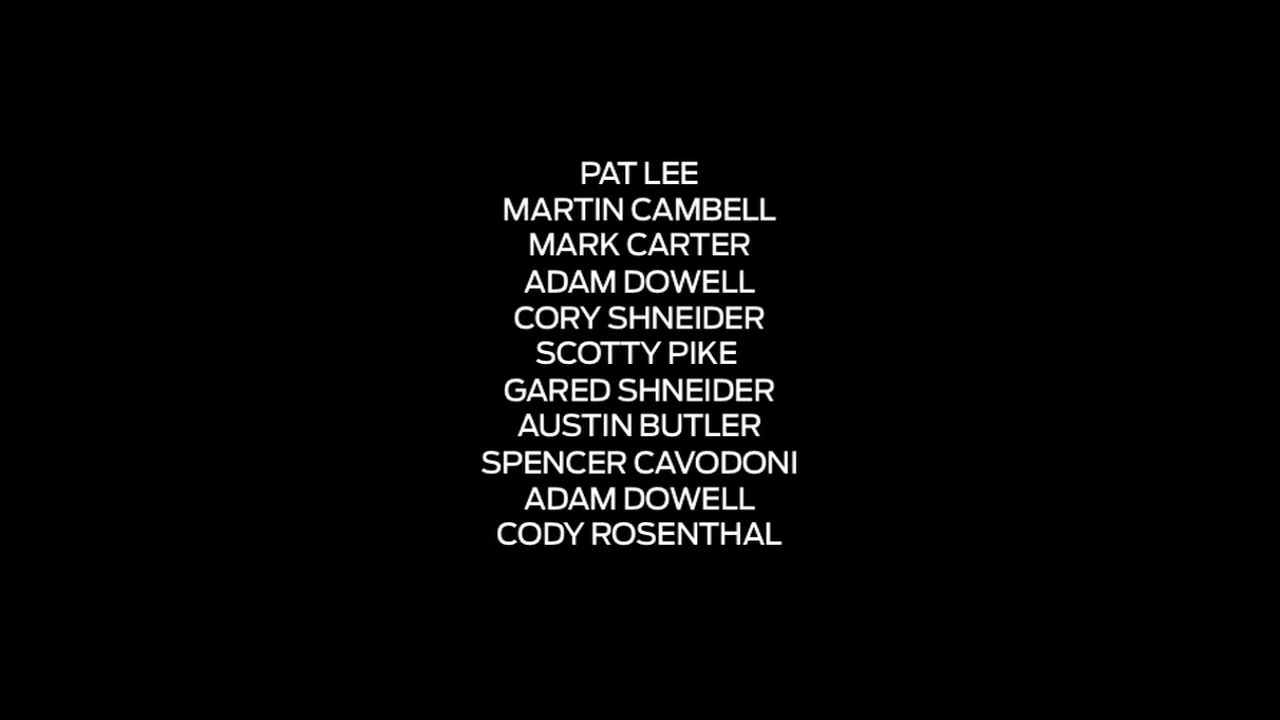 PAT LEE
MARTIN CAMBELL
MARK CARTER
ADAM DOWELL
CORY SHNEIDER
SCOTTY PIKE
GARED SHNEIDER
AUSTIN BUTLER
SPENCER CAVODONI
ADAM DOWELL
CODY ROSENTHAL